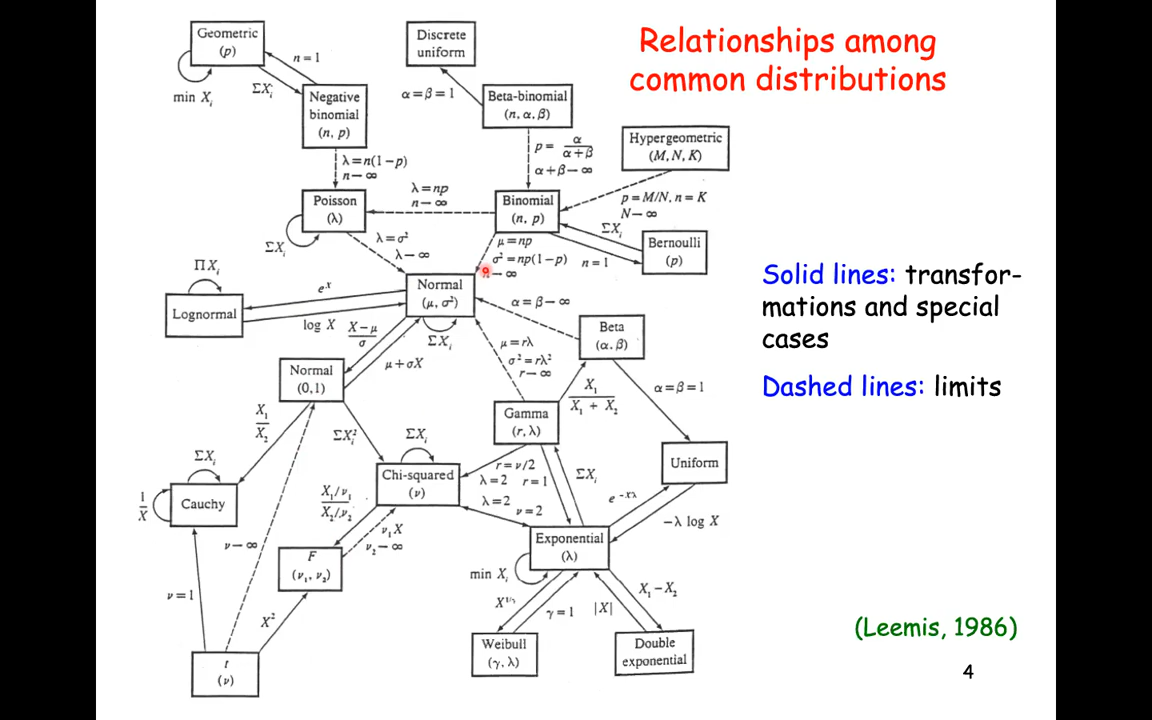 Relationships among
common distributions
Geometric
(p)
n = 1
min Xᵢ
ΣXᵢ
Discrete
uniform
α = β = 1
Negative
binomial
(n, p)
Beta-binomial
(n, α, β)
Hypergeometric
(M, N, K)
λ = n(1 − p)
n → ∞
p = α / (α + β)
α + β → ∞
Poisson
(λ)
λ = np
n → ∞
Binomial
(n, p)
p = M/N, n = K
N → ∞
ΣXᵢ
ΣXᵢ
Bernoulli
(p)
n = 1
λ = σ²
λ → ∞
μ = np
σ² = np(1 − p)
→ ∞
ΠXᵢ
Lognormal
eˣ
log X
Normal
(μ, σ²)
ΣXᵢ
α = β → ∞
Beta
(α, β)
(X − μ) / σ
μ + σX
μ = rλ
σ² = rλ²
r → ∞
Normal
(0, 1)
X₁ / (X₁ + X₂)
α = β = 1
Gamma
(r, λ)
X₁ / X₂
ΣXᵢ²
ΣXᵢ
Uniform
ΣXᵢ
1 / X
Cauchy
Chi-squared
(ν)
r = ν/2
λ = 2
r = 1
ΣXᵢ
λ = 2
ν = 2
e⁻ˣλ
−λ log X
(X₁/ν₁) / (X₂/ν₂)
ν₁X
ν₂ → ∞
Exponential
(λ)
min Xᵢ
ν → ∞
F
(ν₁, ν₂)
ν = 1
X²
X^1/γ
γ = 1
|X|
X₁ − X₂
t
(ν)
Weibull
(γ, λ)
Double
exponential
Solid lines: transfor-
mations and special
cases
Dashed lines: limits
(Leemis, 1986)
4